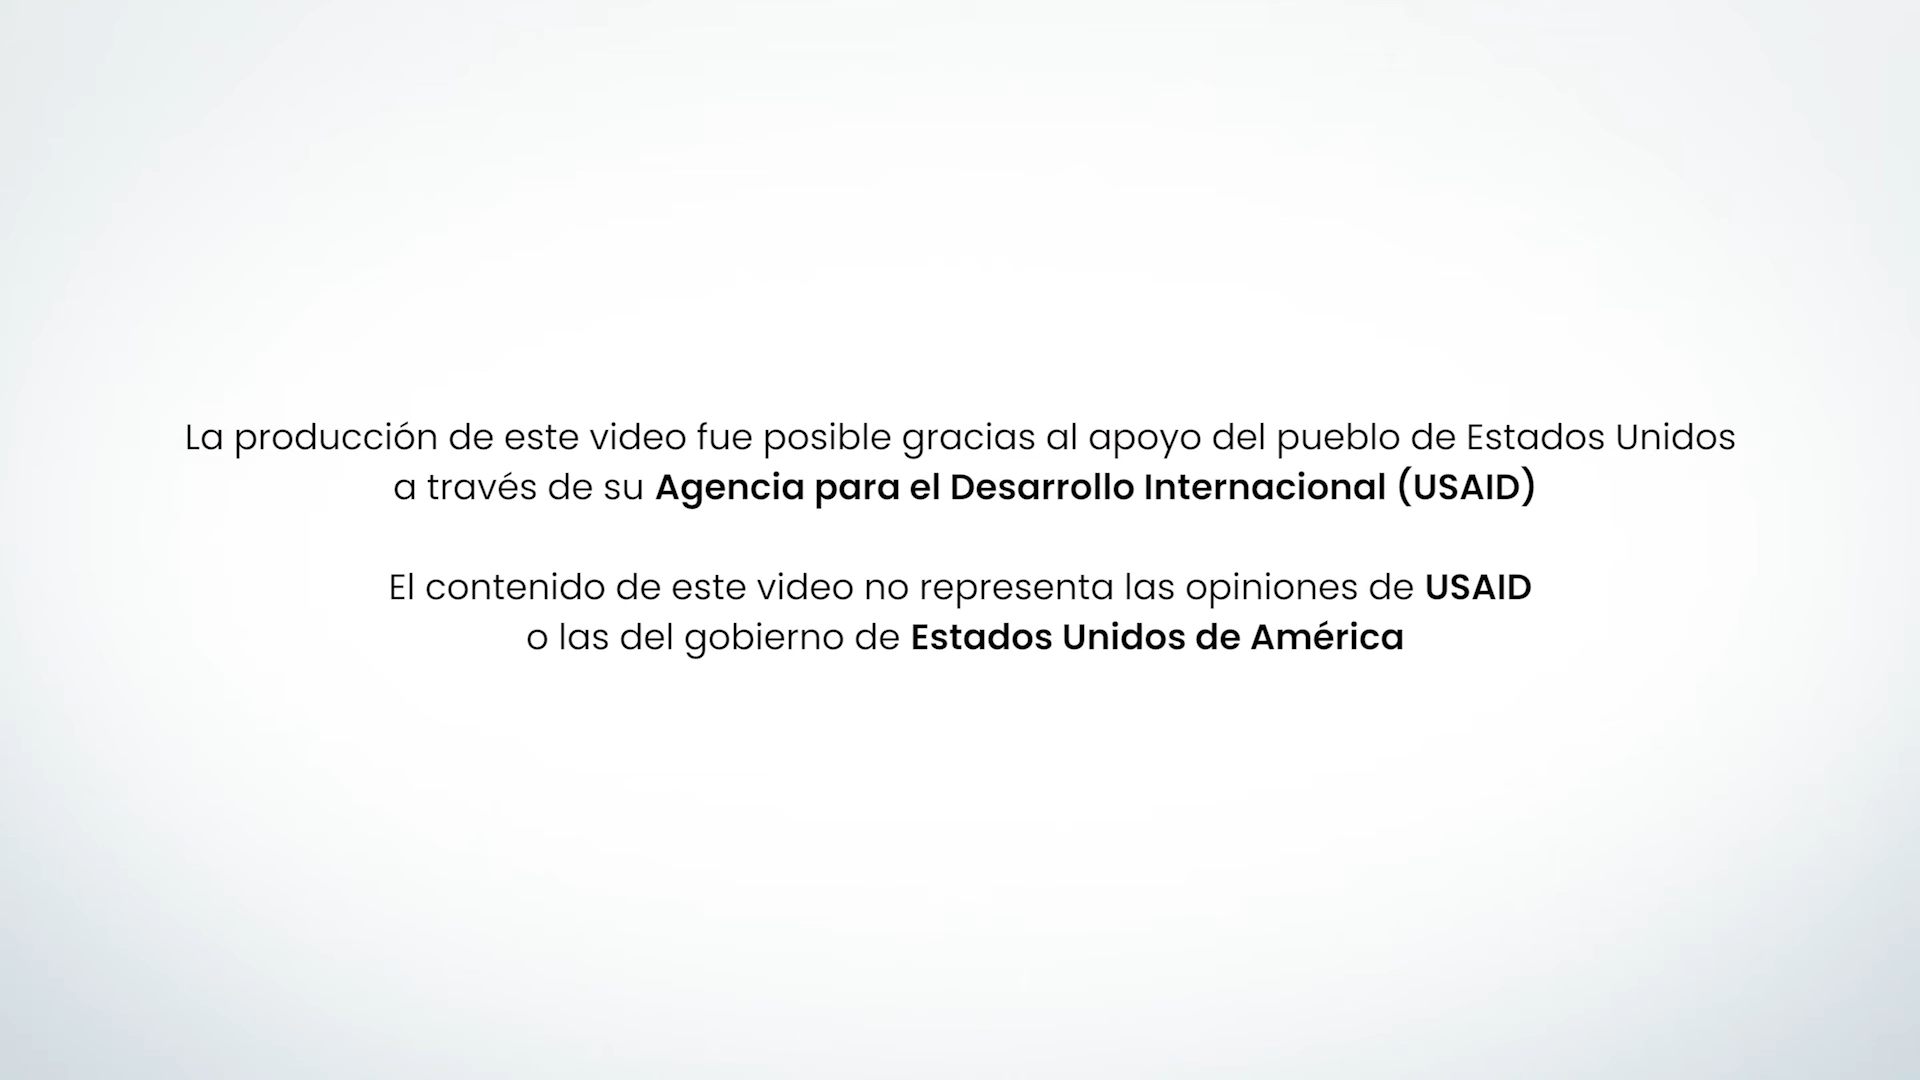 La producción de este video fue posible gracias al apoyo del pueblo de Estados Unidos
a través de su Agencia para el Desarrollo Internacional (USAID)
El contenido de este video no representa las opiniones de USAID
o las del gobierno de Estados Unidos de América